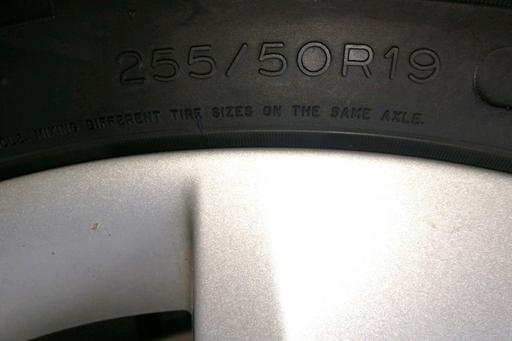 255/50R19
MIXING DIFFERENT TIRE SIZES ON THE SAME AXLE.